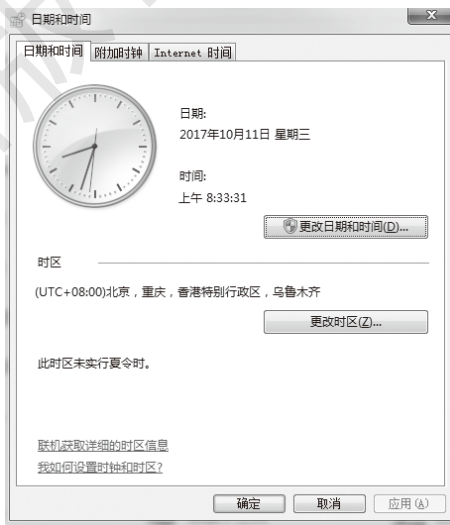 日期和时间
日期和时间 附加时钟 Internet 时间
日期:
2017年10月11日 星期三
时间:
上午 8:33:31
更改日期和时间(D)...
时区
(UTC+08:00)北京，重庆，香港特别行政区，乌鲁木齐
更改时区(Z)...
此时区未实行夏令时。
联机获取详细的时区信息
我如何设置时钟和时区?
确定 取消 应用(A)